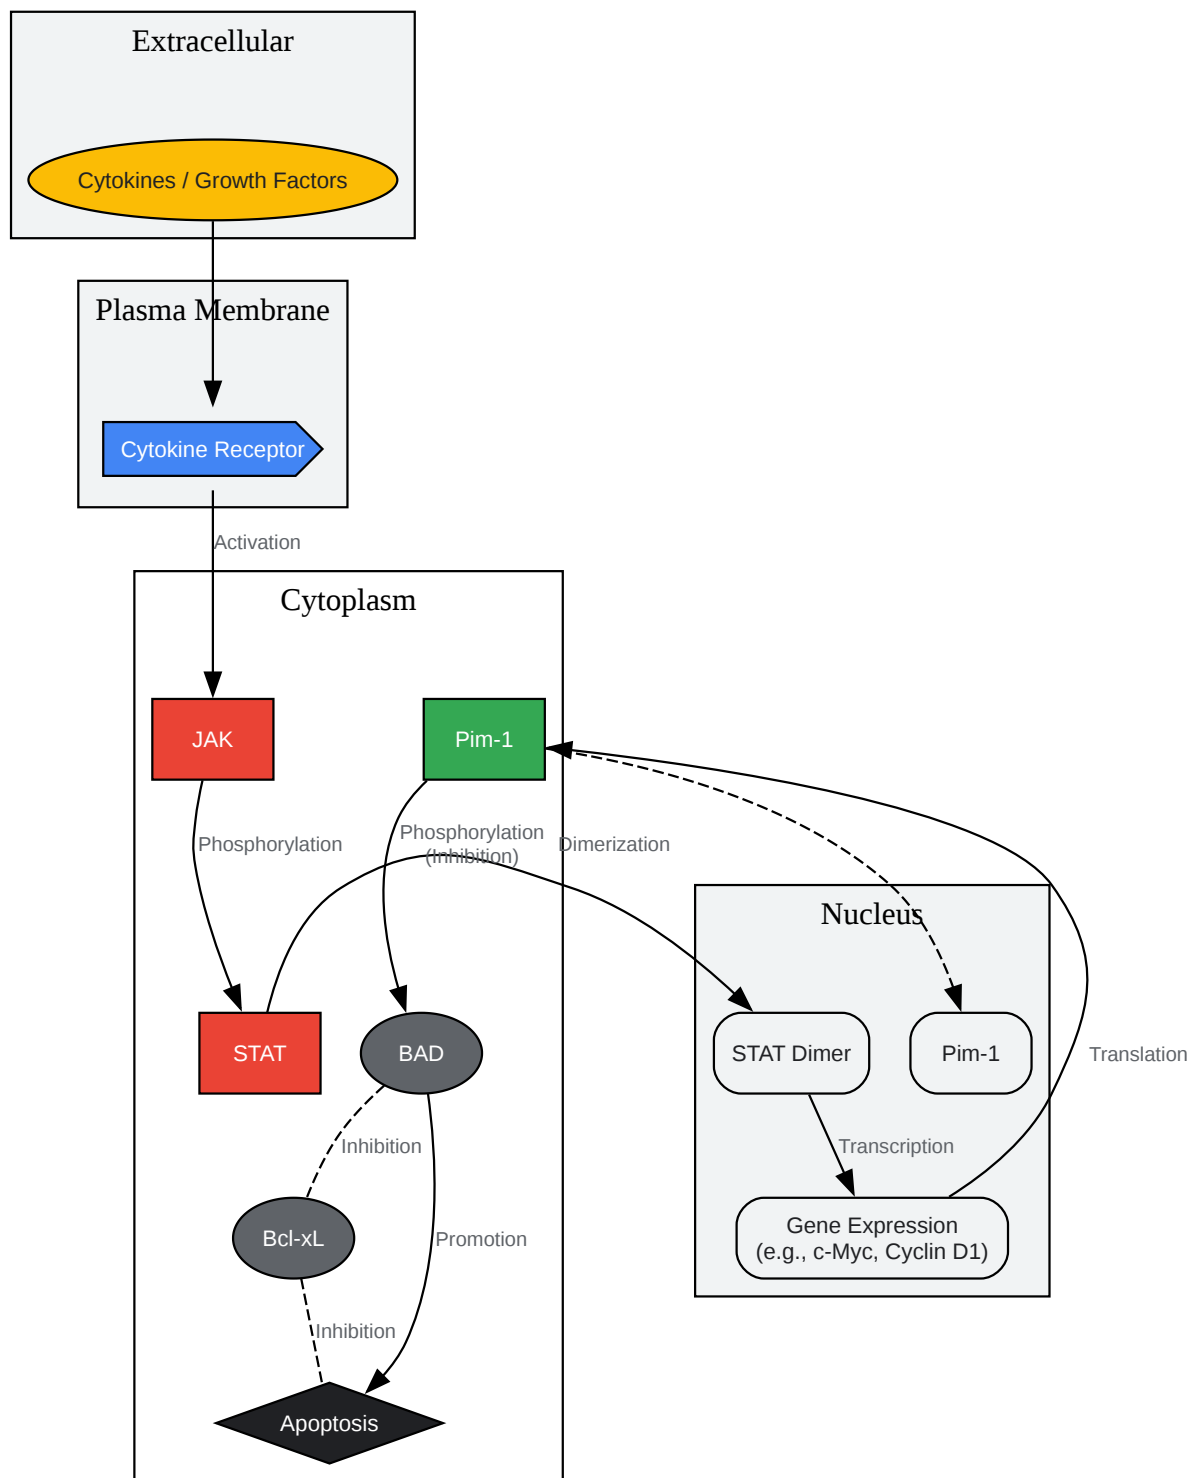 Extracellular
Cytokines / Growth Factors
Plasma Membrane
Cytokine Receptor
Activation
Cytoplasm
JAK
Pim-1
Phosphorylation
Phosphorylation
(Inhibition)
Dimerization
Nucleus
STAT
BAD
STAT Dimer
Pim-1
Translation
Inhibition
Transcription
Bcl-xL
Promotion
Gene Expression
(e.g., c-Myc, Cyclin D1)
Inhibition
Apoptosis